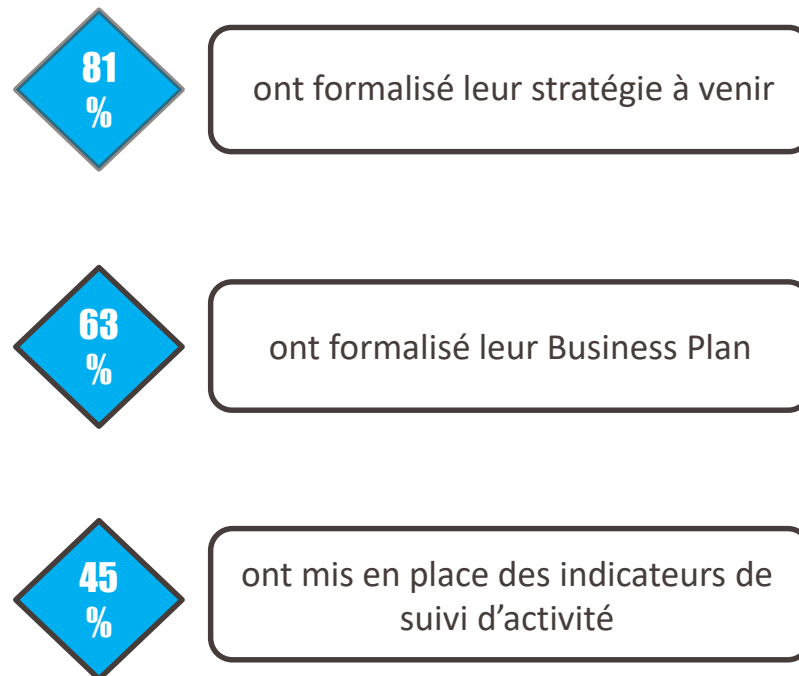 81
%
ont formalisé leur stratégie à venir
63
%
ont formalisé leur Business Plan
45
%
ont mis en place des indicateurs de
suivi d’activité